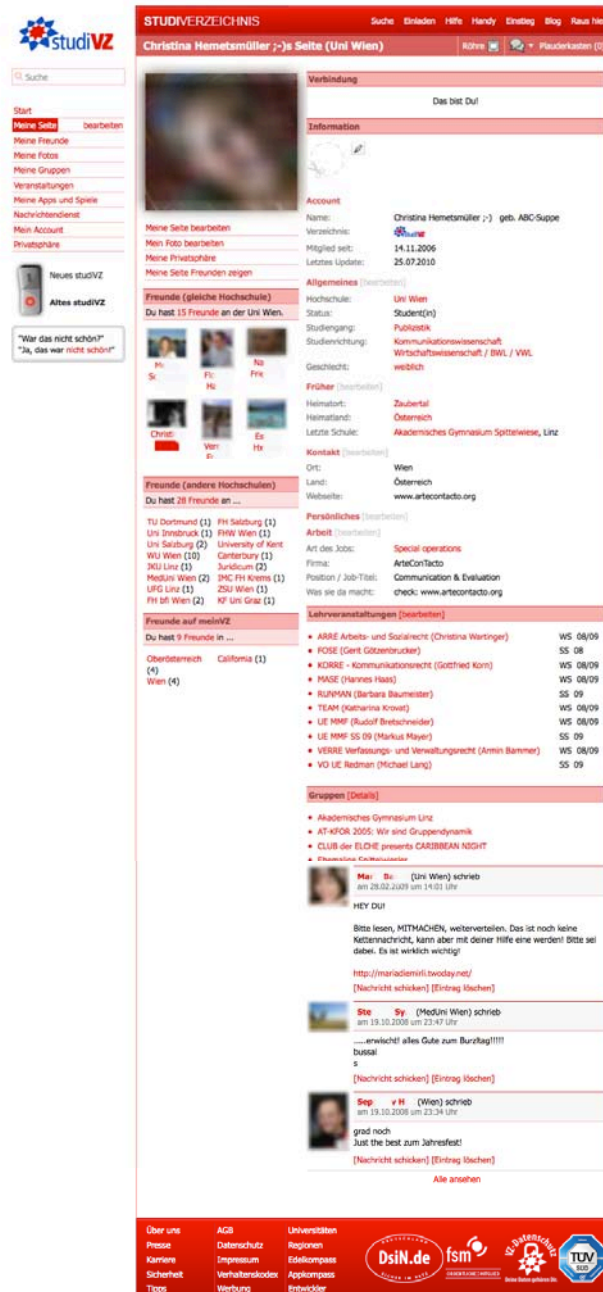 studiVZ
Suche
Start
Meine Seite bearbeiten
Meine Freunde
Meine Fotos
Meine Gruppen
Veranstaltungen
Meine Apps und Spiele
Nachrichtendienst
Mein Account
Privatsphäre
Neues studiVZ
Altes studiVZ
"War das nicht schön?"
"Ja, das war nicht schön!"
STUDIVERZEICHNIS
Suche Einladen Hilfe Handy Einstieg Blog Raus hie
Christina Hemetsmüller ;-)s Seite (Uni Wien)
Röhre Plauderkasten (0
Meine Seite bearbeiten
Mein Foto bearbeiten
Meine Privatsphäre
Meine Seite Freunden zeigen
Freunde (gleiche Hochschule)
Du hast 15 Freunde an der Uni Wien.
Na
Frie
Christ
Freunde (andere Hochschulen)
Du hast 28 Freunde an ...
TU Dortmund (1) FH Salzburg (1)
Uni Innsbruck (1) FHW Wien (1)
Uni Salzburg (2) University of Kent
WU Wien (10) Canterbury (1)
JKU Linz (1) Juridicum (2)
MedUni Wien (2) IMC FH Krems (1)
UFG Linz (1) ZSU Wien (1)
FH bfi Wien (2) KF Uni Graz (1)
Freunde auf meinVZ
Du hast 9 Freunde in ...
Oberösterreich California (1)
(4)
Wien (4)
Verbindung
Das bist Du!
Information
Account
Name: Christina Hemetsmüller ;-) geb. ABC-Suppe
Verzeichnis: studiVZ
Mitglied seit: 14.11.2006
Letztes Update: 25.07.2010
Allgemeines [bearbeiten]
Hochschule: Uni Wien
Status: Student(in)
Studiengang: Publizistik
Studienrichtung: Kommunikationswissenschaft
Wirtschaftswissenschaft / BWL / VWL
Geschlecht: weiblich
Früher [bearbeiten]
Heimatort: Zaubertal
Heimatland: Österreich
Letzte Schule: Akademisches Gymnasium Spittelwiese, Linz
Kontakt [bearbeiten]
Ort: Wien
Land: Österreich
Webseite: www.artecontacto.org
Persönliches [bearbeiten]
Arbeit [bearbeiten]
Art des Jobs: Special operations
Firma: ArteConTacto
Position / Job-Titel: Communication & Evaluation
Was sie da macht: check: www.artecontacto.org
Lehrveranstaltungen [bearbeiten]
ARRE Arbeits- und Sozialrecht (Christina Wartinger) WS 08/09
FOSE (Gerit Götzenbrucker) SS 08
KORRE - Kommunikationsrecht (Gottfried Korn) WS 08/09
MASE (Hannes Haas) WS 08/09
RUNMAN (Barbara Baumeister) SS 09
TEAM (Katharina Krovat) WS 08/09
UE MMF (Rudolf Bretschneider) WS 08/09
UE MMF SS 09 (Markus Mayer) SS 09
VERRE Verfassungs- und Verwaltungsrecht (Armin Bammer) WS 08/09
VO UE Redman (Michael Lang) SS 09
Gruppen [Details]
Akademisches Gymnasium Linz
AT-KFOR 2005: Wir sind Gruppendynamik
CLUB der ELCHE presents CARIBBEAN NIGHT
Ehemalige Spittelwiesler
Ma (Uni Wien) schrieb
am 28.02.2009 um 14:01 Uhr
HEY DU!
Bitte lesen, MITMACHEN, weiterverteilen. Das ist noch keine
Kettennachricht, kann aber mit deiner Hilfe eine werden! Bitte sei
dabei. Es ist wirklich wichtig!
http://mariadiemirli.twoday.net/
[Nachricht schicken] [Eintrag löschen]
Ste Sy (MedUni Wien) schrieb
am 19.10.2008 um 23:47 Uhr
.....erwischt! alles Gute zum Burzltag!!!!!
bussal
s
[Nachricht schicken] [Eintrag löschen]
Sep v H (Wien) schrieb
am 19.10.2008 um 23:34 Uhr
grad noch
Just the best zum Jahresfest!
[Nachricht schicken] [Eintrag löschen]
Alle ansehen
Über uns AGB Universitäten
Presse Datenschutz Regionen
Karriere Impressum Edelkompass
Sicherheit Verhaltenskodex Appkompass
Tipps Werbung Entwickler
DsiN.de
fsm
VZ-Datenschutz
Deine Daten gehören Dir.
TÜV
SÜD